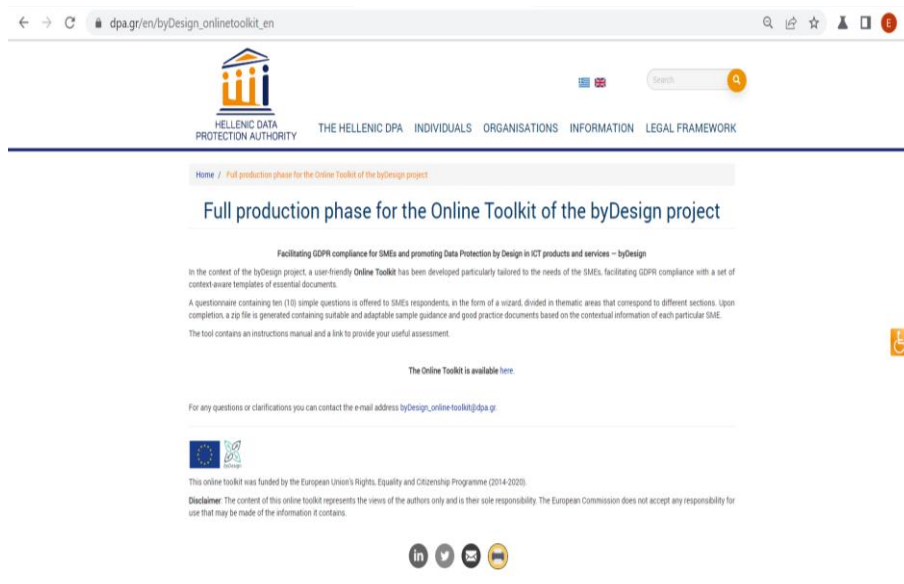 dpa.gr/en/byDesign_onlinetoolkit_en
E
Search
HELLENIC DATA
PROTECTION AUTHORITY
THE HELLENIC DPA INDIVIDUALS ORGANISATIONS INFORMATION LEGAL FRAMEWORK
Home / Full production phase for the Online Toolkit of the byDesign project
Full production phase for the Online Toolkit of the byDesign project
Facilitating GDPR compliance for SMEs and promoting Data Protection by Design in ICT products and services – byDesign
In the context of the byDesign project, a user-friendly Online Toolkit has been developed particularly tailored to the needs of the SMEs, facilitating GDPR compliance with a set of
context-aware templates of essential documents.
A questionnaire containing ten (10) simple questions is offered to SMEs respondents, in the form of a wizard, divided in thematic areas that correspond to different sections. Upon
completion, a zip file is generated containing suitable and adaptable sample guidance and good practice documents based on the contextual information of each particular SME.
The tool contains an instructions manual and a link to provide your useful assessment.
The Online Toolkit is available here.
For any questions or clarifications you can contact the e-mail address byDesign_online-toolkit@dpa.gr.
byDesign
This online toolkit was funded by the European Union's Rights, Equality and Citizenship Programme (2014-2020).
Disclaimer: The content of this online toolkit represents the views of the authors only and is their sole responsibility. The European Commission does not accept any responsibility for
use that may be made of the information it contains.
in